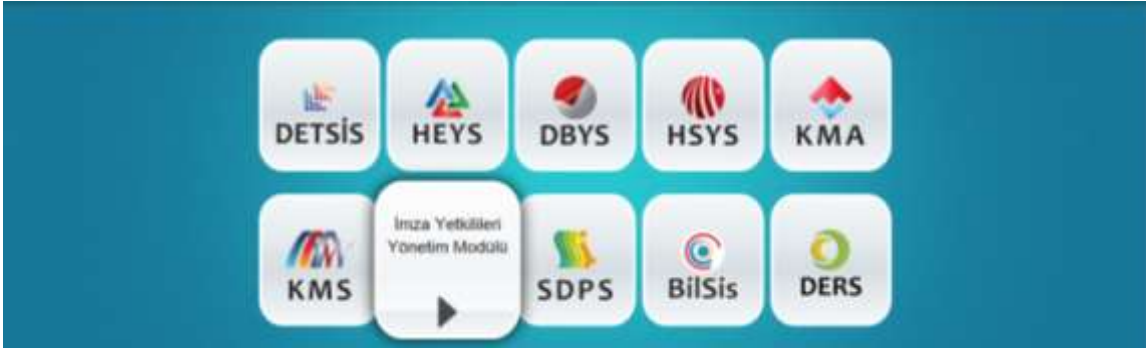 DETSİS HEYS DBYS HSYS KMA
İmza Yetkilileri
Yönetim Modülü
KMS SDPS BilSis DERS